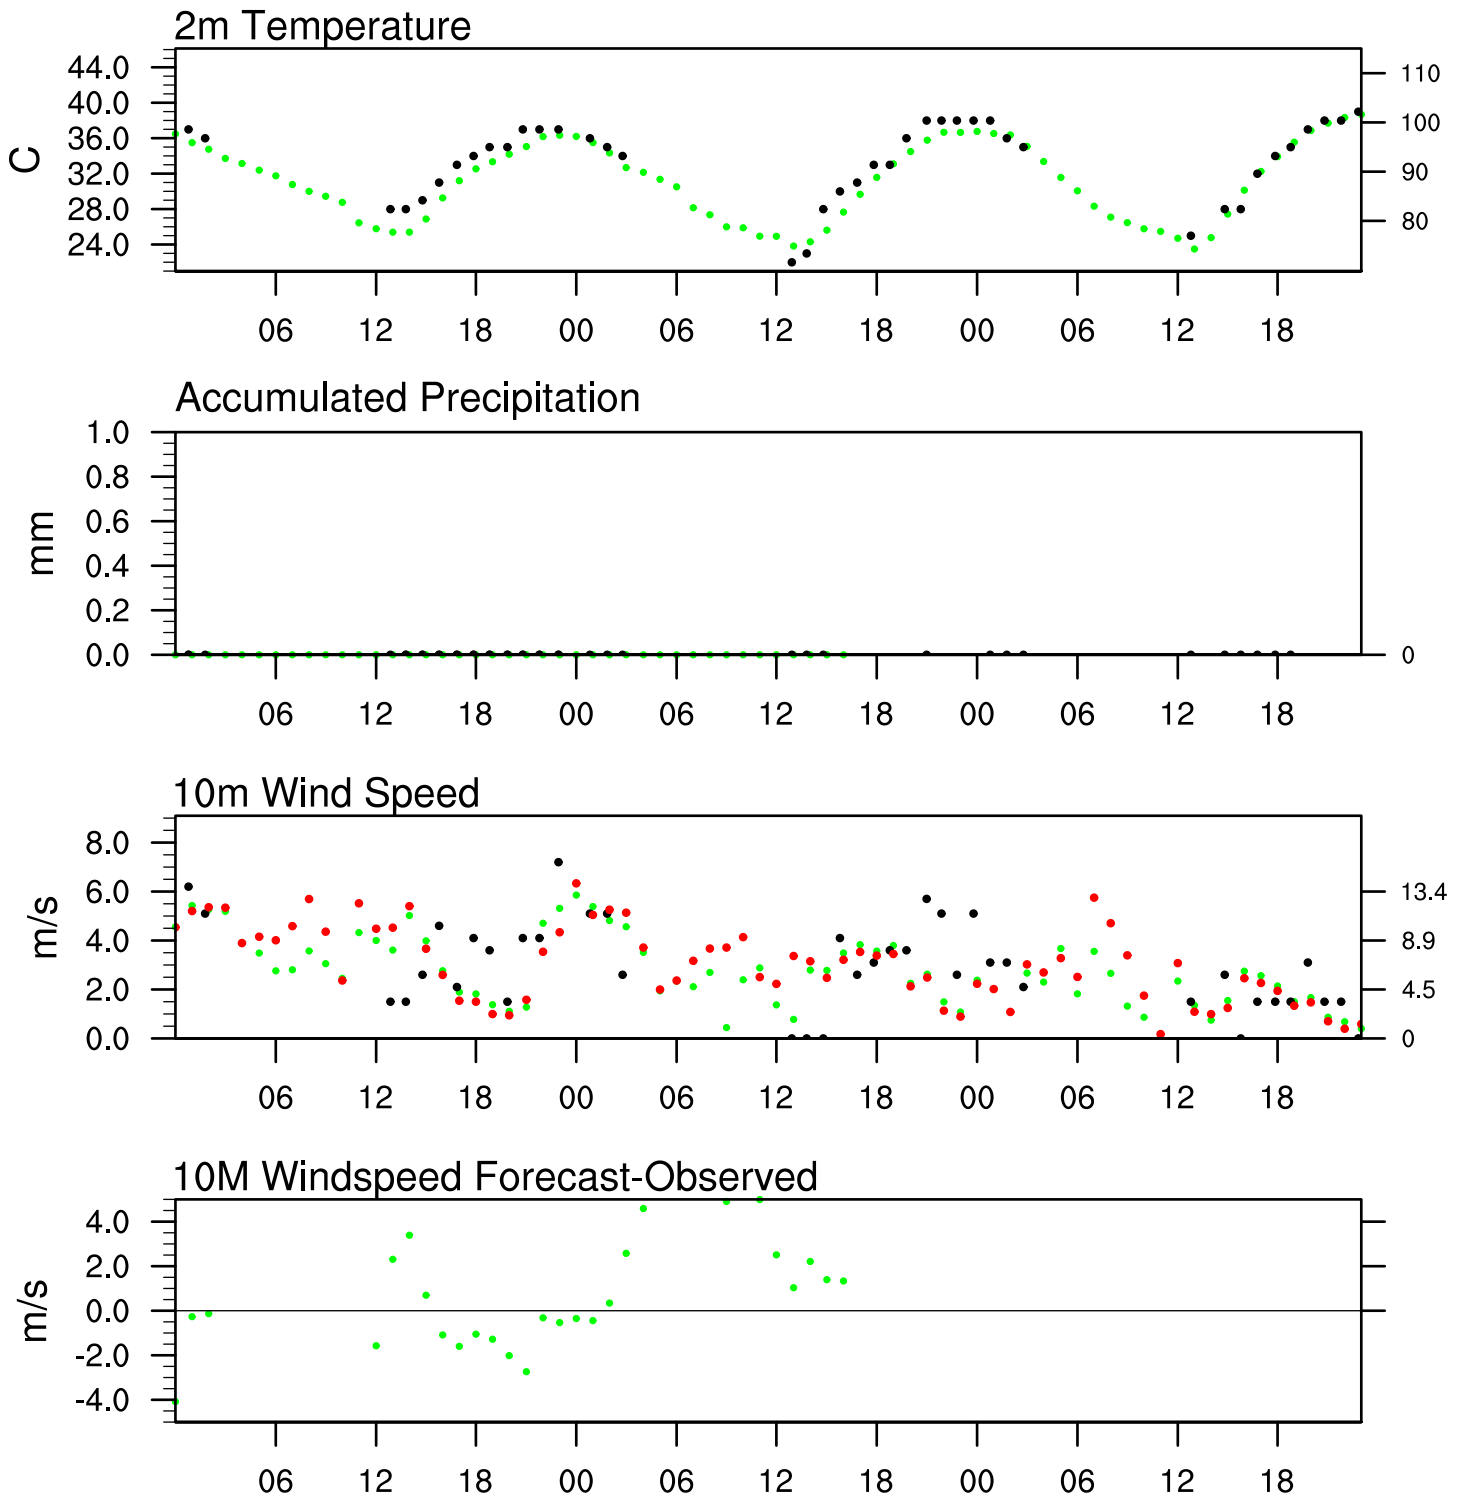 2m Temperature
44.0
40.0
36.0
32.0
28.0
24.0
C
110
100
90
80
06 12 18 00 06 12 18 00 06 12 18
Accumulated Precipitation
1.0
0.8
0.6
0.4
0.2
0.0
mm
0
06 12 18 00 06 12 18 00 06 12 18
10m Wind Speed
8.0
6.0
4.0
2.0
0.0
m/s
13.4
8.9
4.5
0
06 12 18 00 06 12 18 00 06 12 18
10M Windspeed Forecast-Observed
4.0
2.0
0.0
-2.0
-4.0
m/s
06 12 18 00 06 12 18 00 06 12 18